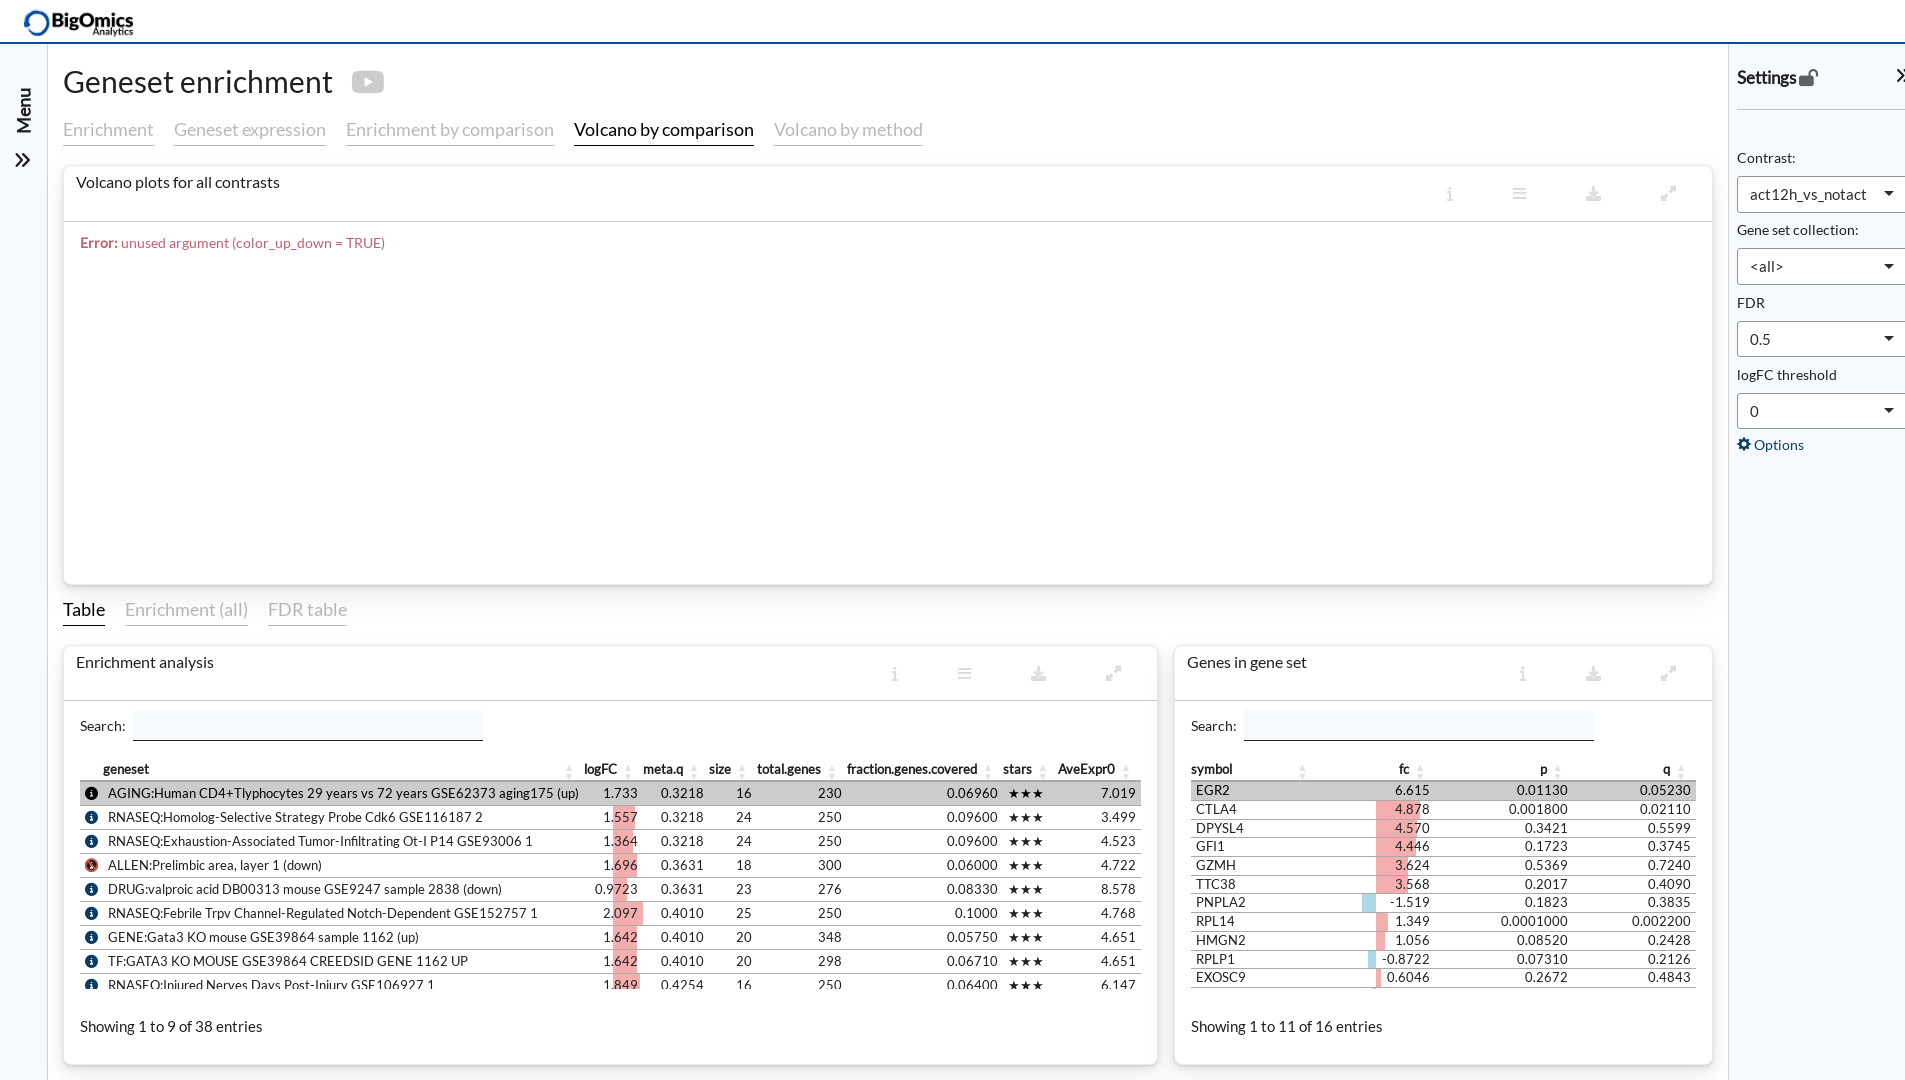 BigOmics
Analytics
Menu
Geneset enrichment
Enrichment Geneset expression Enrichment by comparison Volcano by comparison Volcano by method
Volcano plots for all contrasts
Error: unused argument (color_up_down = TRUE)
Table Enrichment (all) FDR table
Enrichment analysis
Search:
geneset logFC meta.q size total.genes fraction.genes.covered stars AveExpr0
AGING:Human CD4+Tlyphocytes 29 years vs 72 years GSE62373 aging175 (up) 1.733 0.3218 16 230 0.06960 ★★★ 7.019
RNASEQ:Homolog-Selective Strategy Probe Cdk6 GSE116187 2 1.557 0.3218 24 250 0.09600 ★★★ 3.499
RNASEQ:Exhaustion-Associated Tumor-Infiltrating Ot-I P14 GSE93006 1 1.364 0.3218 24 250 0.09600 ★★★ 4.523
ALLEN:Prelimbic area, layer 1 (down) 1.696 0.3631 18 300 0.06000 ★★★ 4.722
DRUG:valproic acid DB00313 mouse GSE9247 sample 2838 (down) 0.9723 0.3631 23 276 0.08330 ★★★ 8.578
RNASEQ:Febrile Trpv Channel-Regulated Notch-Dependent GSE152757 1 2.097 0.4010 25 250 0.1000 ★★★ 4.768
GENE:Gata3 KO mouse GSE39864 sample 1162 (up) 1.642 0.4010 20 348 0.05750 ★★★ 4.651
TF:GATA3 KO MOUSE GSE39864 CREEDSID GENE 1162 UP 1.642 0.4010 20 298 0.06710 ★★★ 4.651
RNASEQ:Injured Nerves Days Post-Injury GSE106927 1 1.849 0.4254 16 250 0.06400 ★★★ 6.147
Showing 1 to 9 of 38 entries
Genes in gene set
Search:
symbol fc p q
EGR2 6.615 0.01130 0.05230
CTLA4 4.878 0.001800 0.02110
DPYSL4 4.570 0.3421 0.5599
GFI1 4.446 0.1723 0.3745
GZMH 3.624 0.5369 0.7240
TTC38 3.568 0.2017 0.4090
PNPLA2 -1.519 0.1823 0.3835
RPL14 1.349 0.0001000 0.002200
HMGN2 1.056 0.08520 0.2428
RPLP1 -0.8722 0.07310 0.2126
EXOSC9 0.6046 0.2672 0.4843
Showing 1 to 11 of 16 entries
Settings
Contrast:
act12h_vs_notact
Gene set collection:
<all>
FDR
0.5
logFC threshold
0
Options